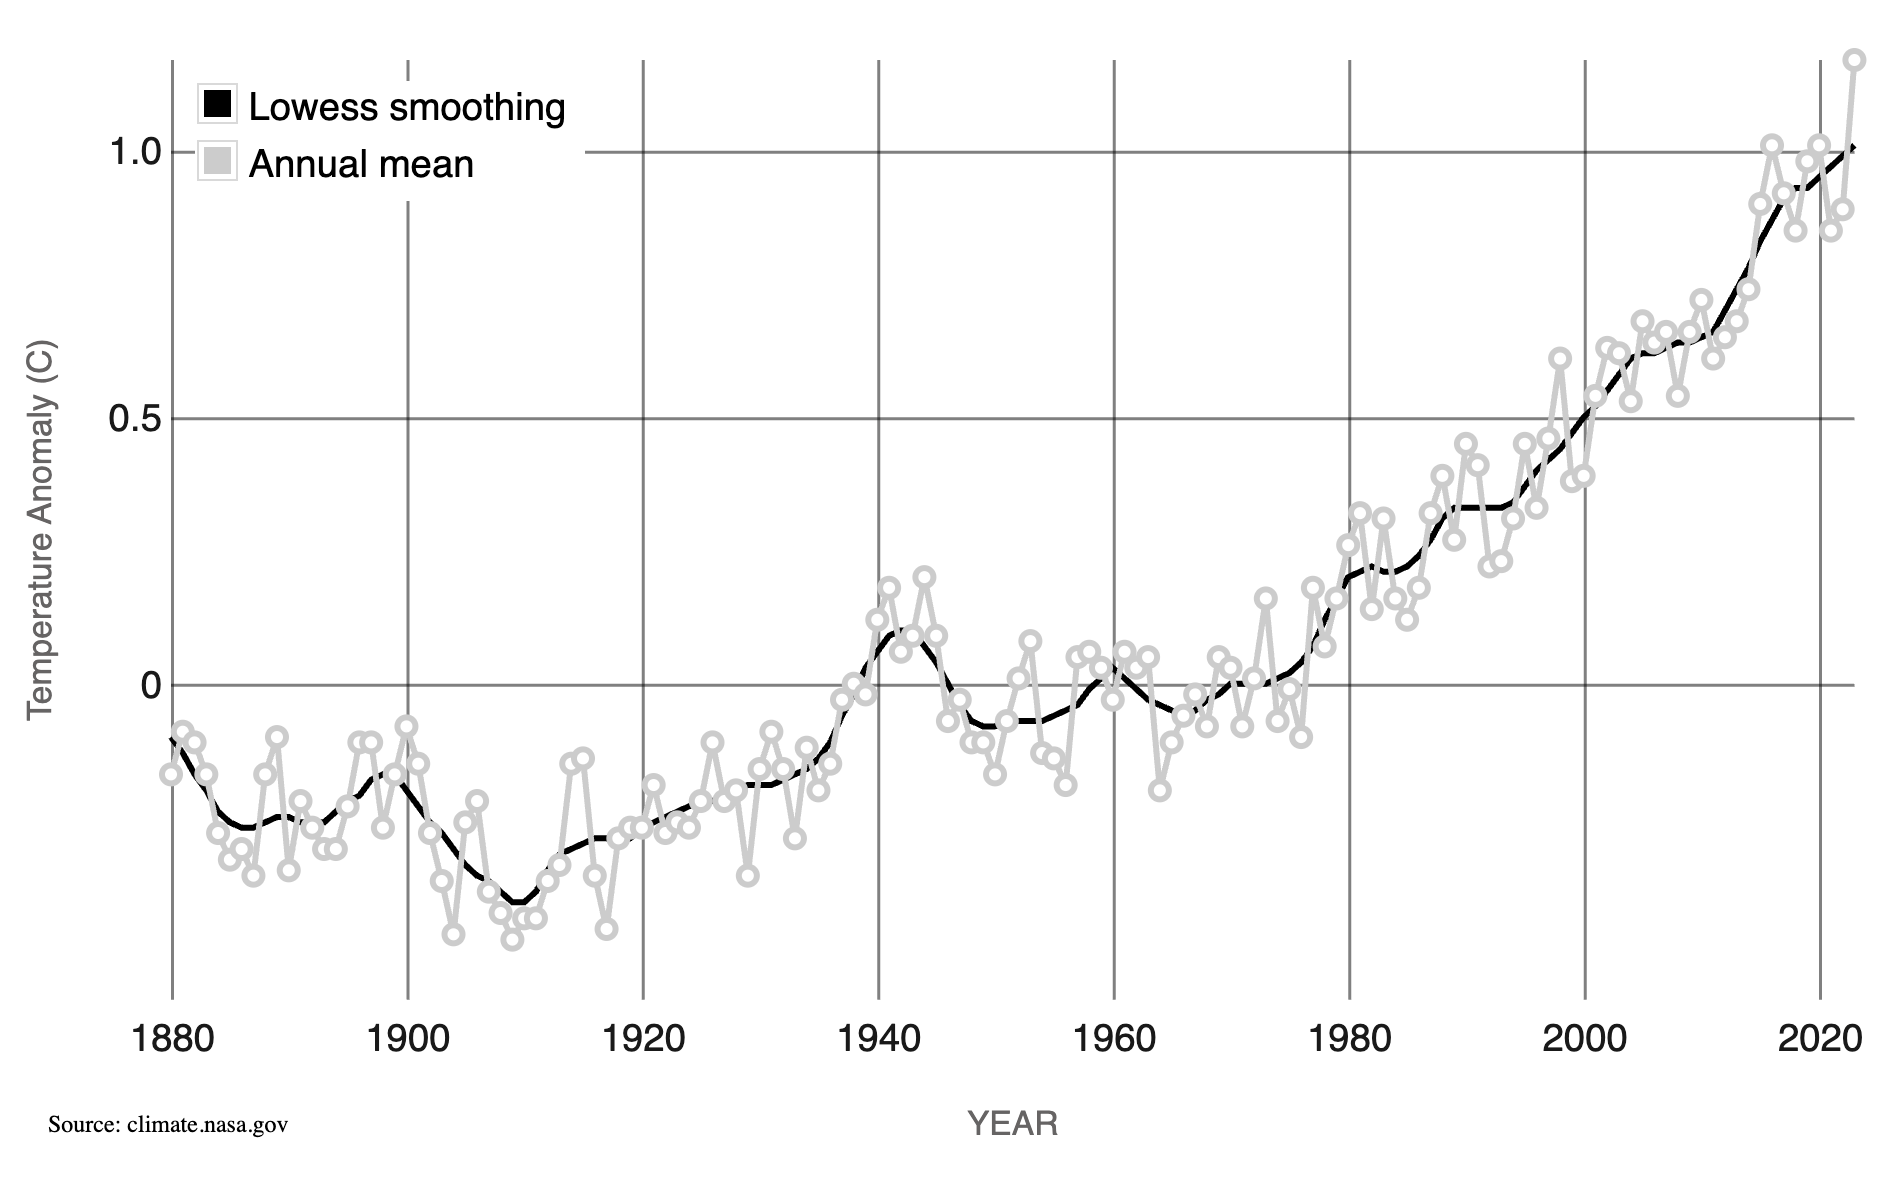 Lowess smoothing
Annual mean
1.0
0.5
0
Temperature Anomaly (C)
1880 1900 1920 1940 1960 1980 2000 2020
YEAR
Source: climate.nasa.gov